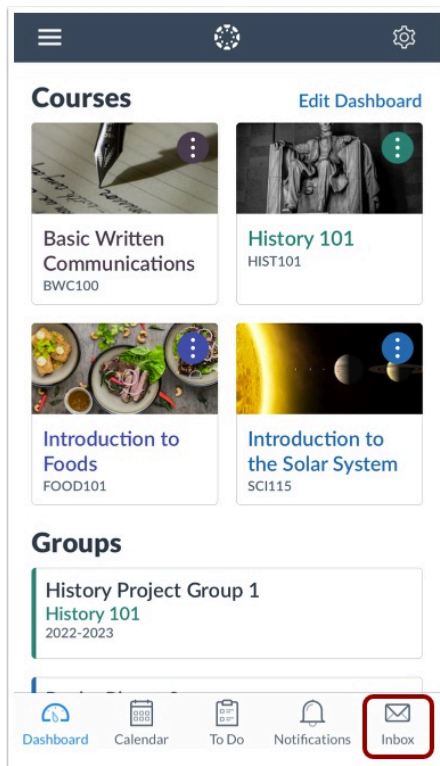 Courses
Edit Dashboard
Basic Written
Communications
BWC100
History 101
HIST101
Introduction to
Foods
FOOD101
Introduction to
the Solar System
SCI115
Groups
History Project Group 1
History 101
2022-2023
Dashboard
Calendar
To Do
Notifications
Inbox